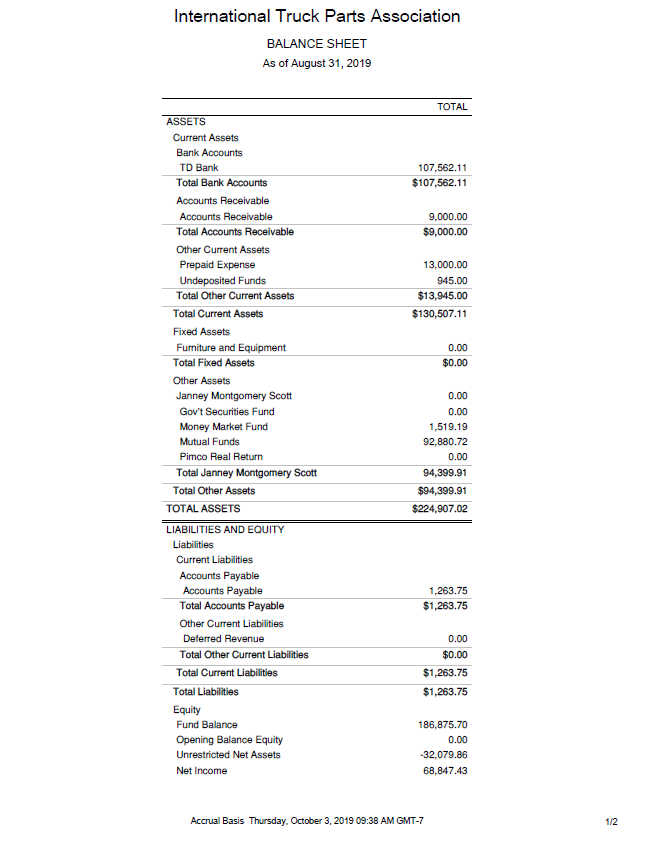 International Truck Parts Association
BALANCE SHEET
As of August 31, 2019
TOTAL
ASSETS
Current Assets
Bank Accounts
TD Bank 107,562.11
Total Bank Accounts $107,562.11
Accounts Receivable
Accounts Receivable 9,000.00
Total Accounts Receivable $9,000.00
Other Current Assets
Prepaid Expense 13,000.00
Undeposited Funds 945.00
Total Other Current Assets $13,945.00
Total Current Assets $130,507.11
Fixed Assets
Furniture and Equipment 0.00
Total Fixed Assets $0.00
Other Assets
Janney Montgomery Scott 0.00
Gov't Securities Fund 0.00
Money Market Fund 1,519.19
Mutual Funds 92,880.72
Pimco Real Return 0.00
Total Janney Montgomery Scott 94,399.91
Total Other Assets $94,399.91
TOTAL ASSETS $224,907.02
LIABILITIES AND EQUITY
Liabilities
Current Liabilities
Accounts Payable
Accounts Payable 1,263.75
Total Accounts Payable $1,263.75
Other Current Liabilities
Deferred Revenue 0.00
Total Other Current Liabilities $0.00
Total Current Liabilities $1,263.75
Total Liabilities $1,263.75
Equity
Fund Balance 186,875.70
Opening Balance Equity 0.00
Unrestricted Net Assets -32,079.86
Net Income 68,847.43
Accrual Basis Thursday, October 3, 2019 09:38 AM GMT-7 1/2